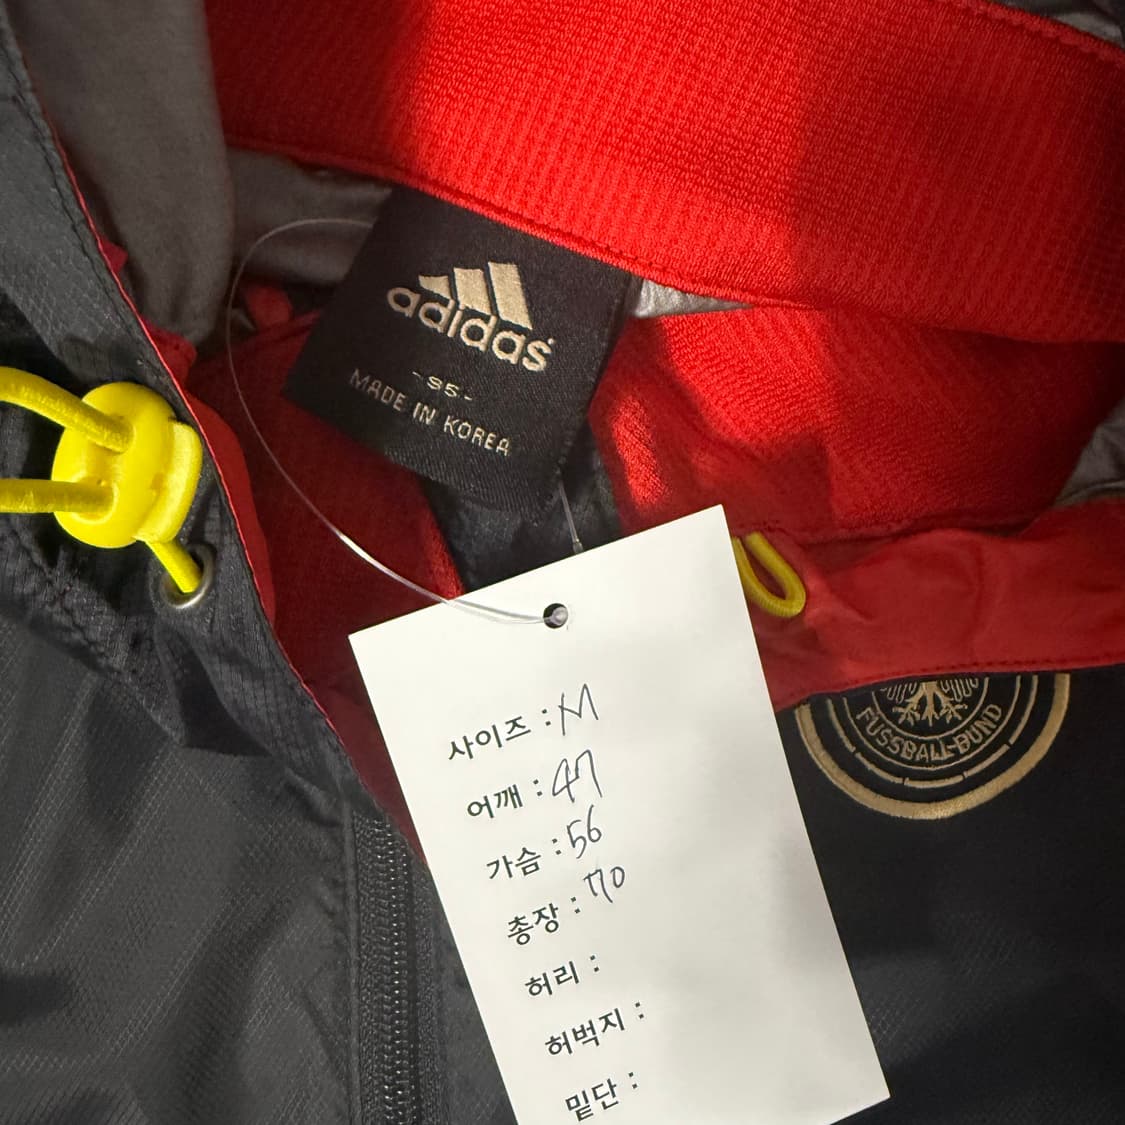 adidas
-95-
MADE IN KOREA
FUSSBALL-BUND
사이즈 : M
어깨 : 47
가슴 : 56
총장 : 70
허리 :
허벅지 :
밑단 :